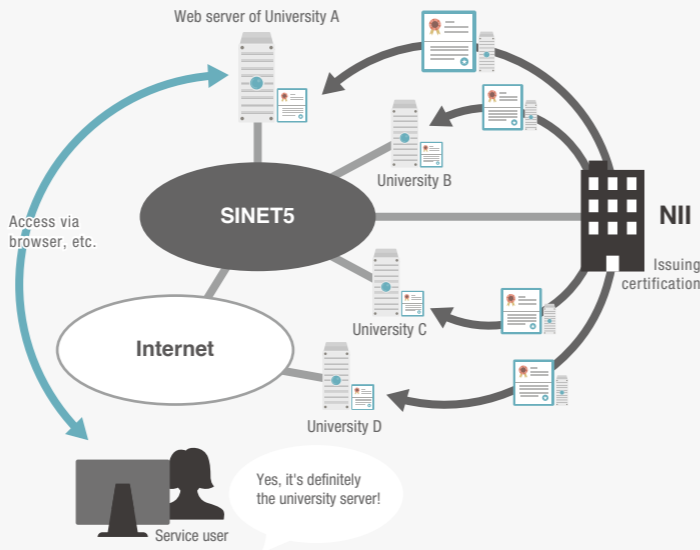 Web server of University A
University B
SINET5
NII
Access via
browser, etc.
Issuing
certification
University C
Internet
University D
Yes, it's definitely
the university server!
Service user